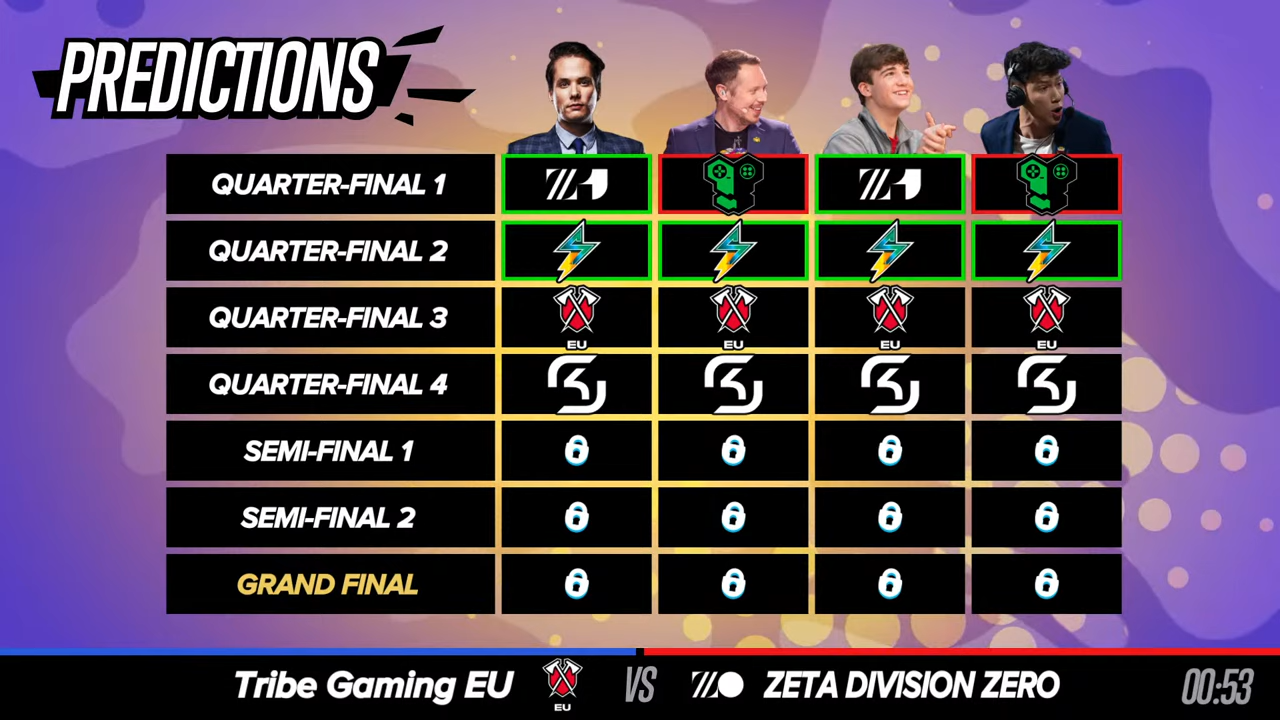 PREDICTIONS
QUARTER-FINAL 1
QUARTER-FINAL 2
QUARTER-FINAL 3
EU EU EU EU
QUARTER-FINAL 4
SEMI-FINAL 1
SEMI-FINAL 2
GRAND FINAL
Tribe Gaming EU EU VS ZETA DIVISION ZERO 00:53